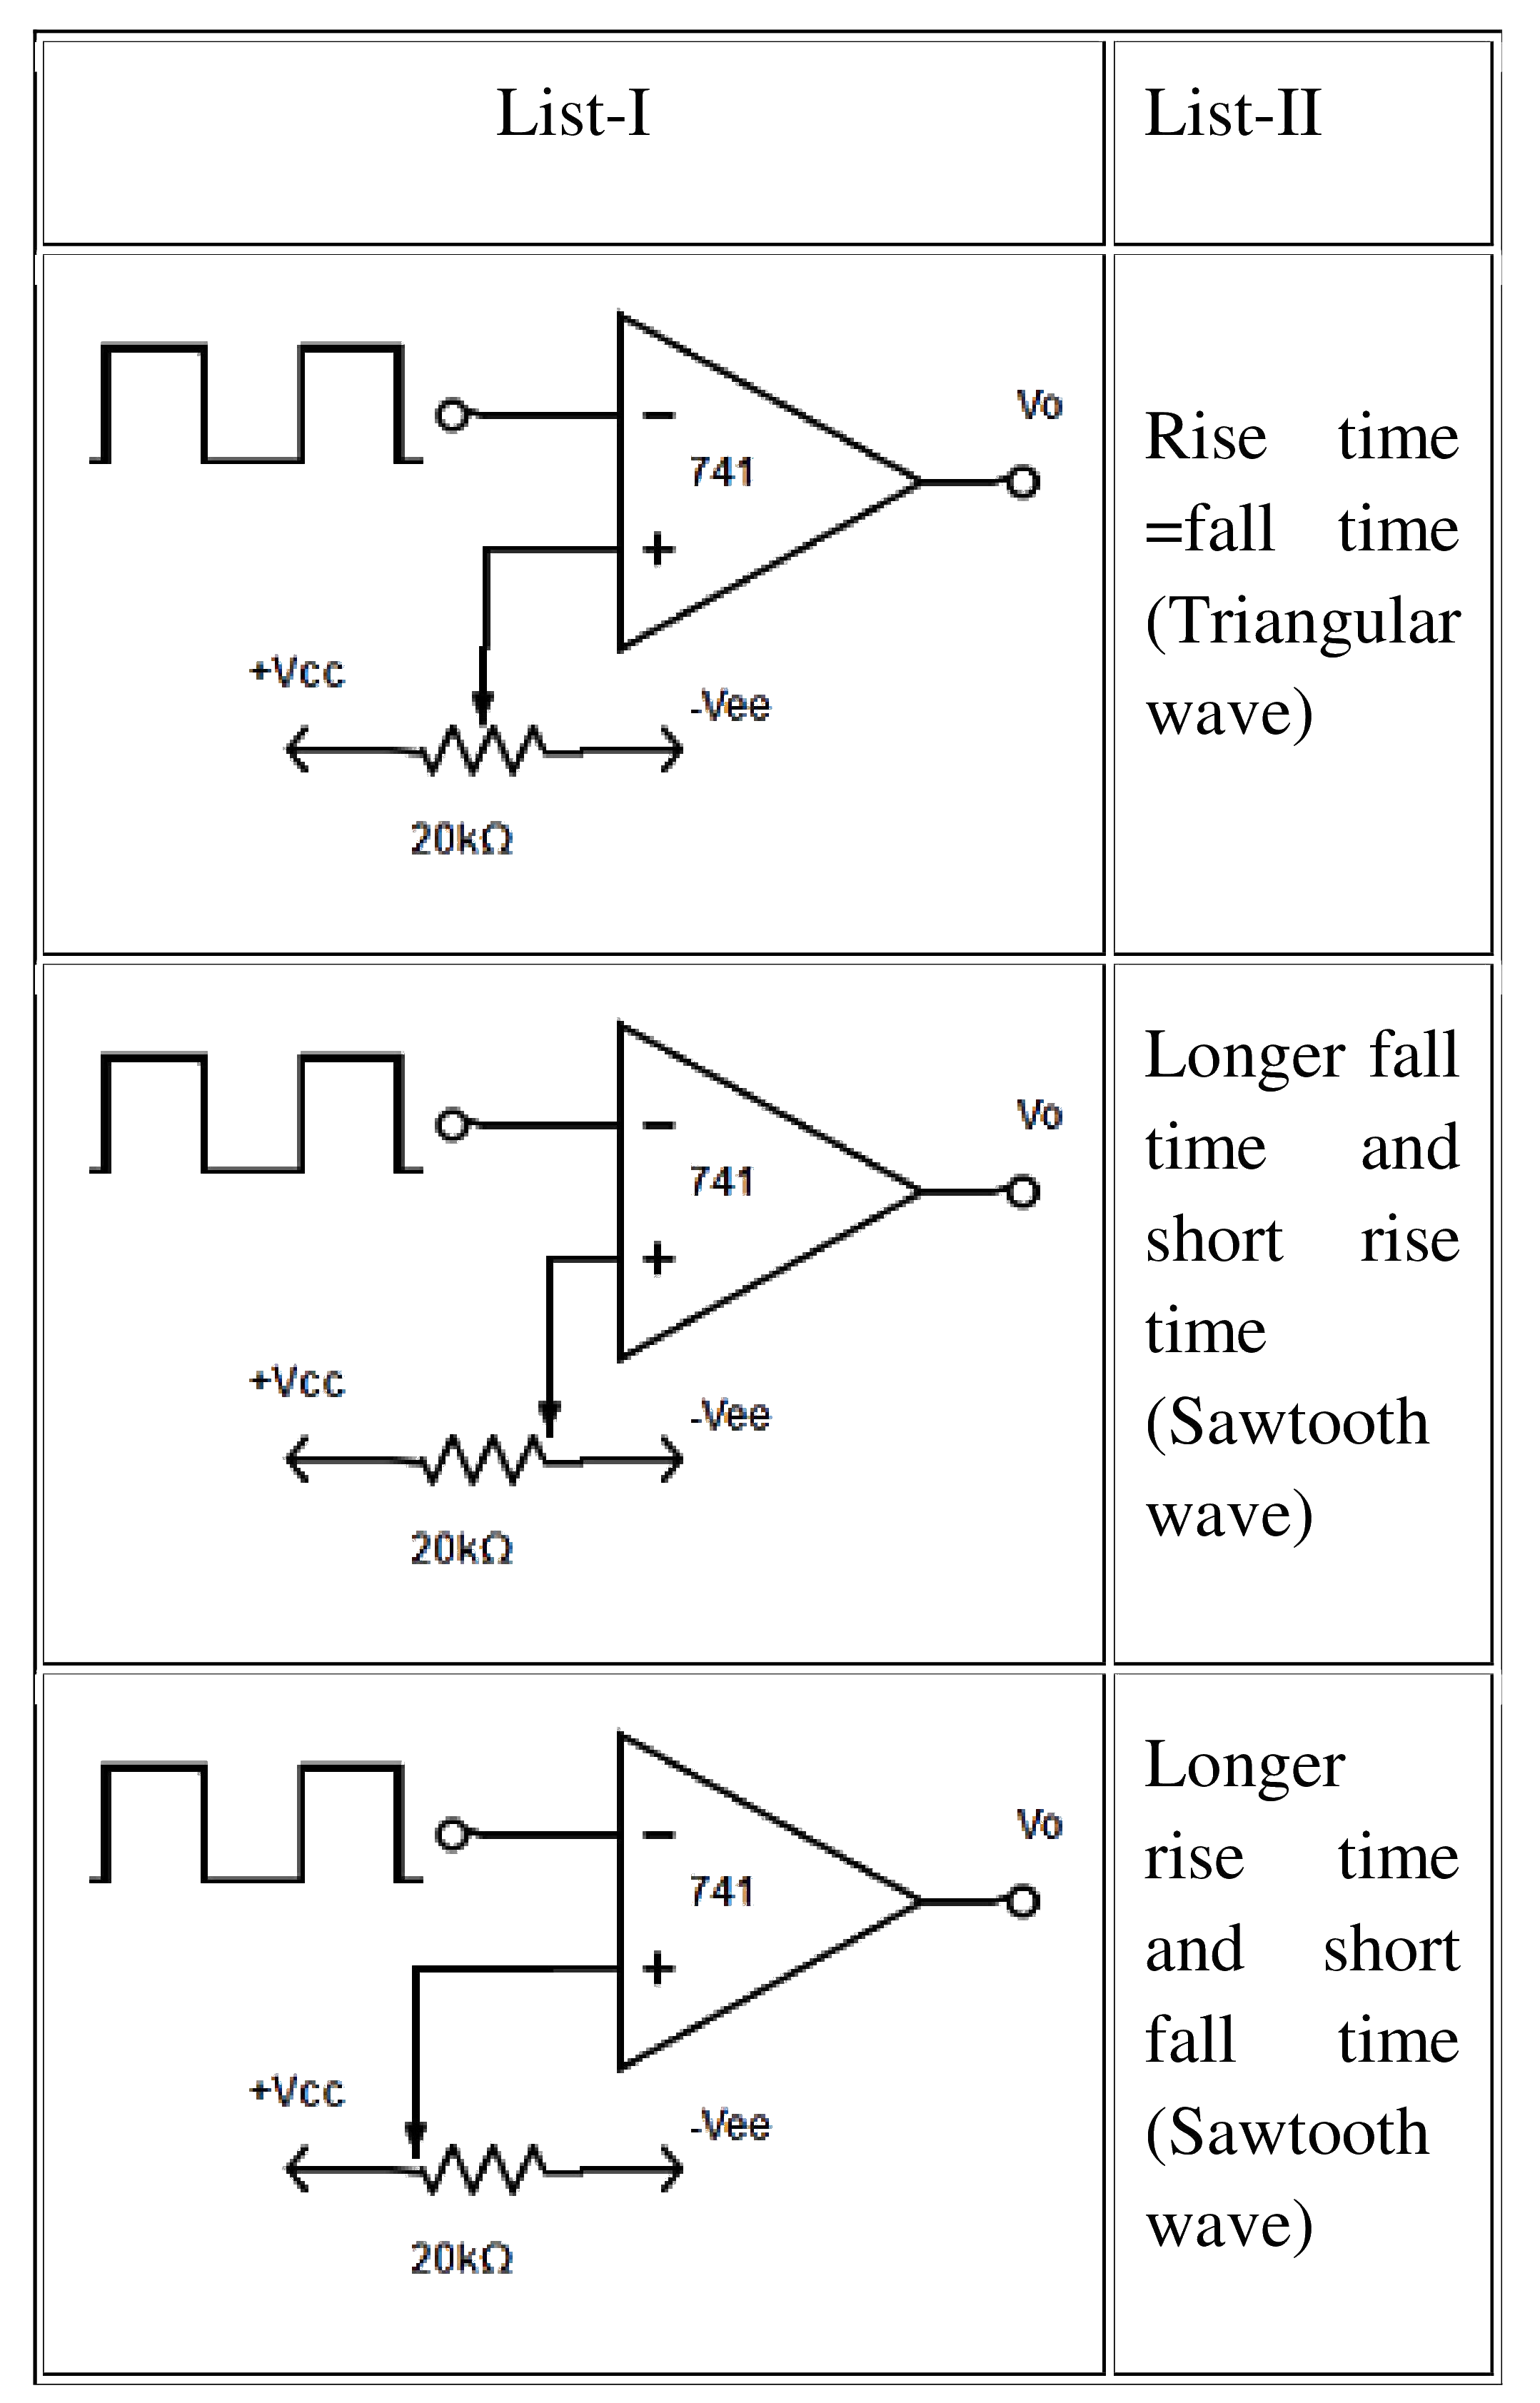 List-I
List-II
Vo
−
741
+
+Vcc
-Vee
20kΩ
Rise time
=fall time
(Triangular
wave)
Vo
−
741
+
+Vcc
-Vee
20kΩ
Longer fall
time and
short rise
time
(Sawtooth
wave)
Vo
−
741
+
+Vcc
-Vee
20kΩ
Longer
rise time
and short
fall time
(Sawtooth
wave)